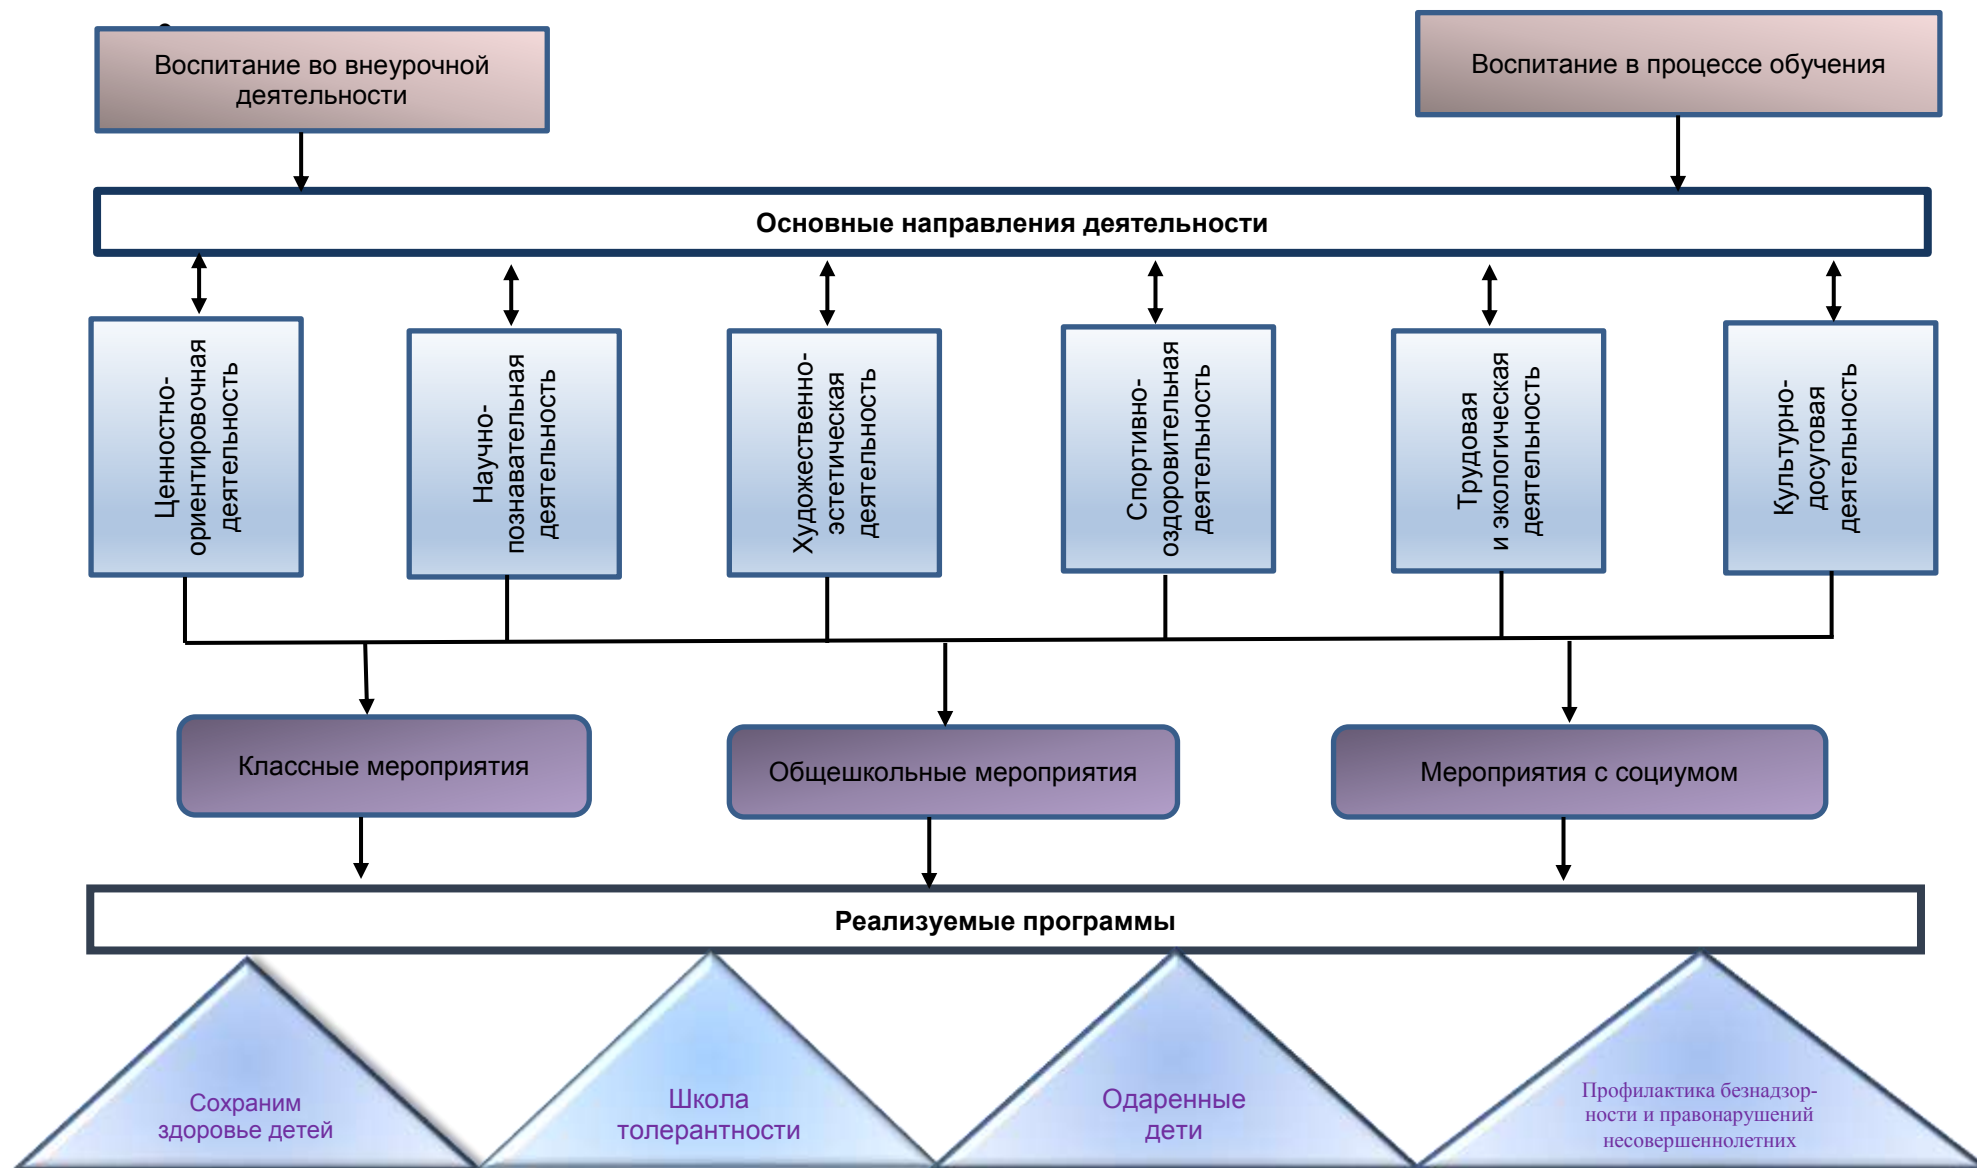 Воспитание во внеурочной
деятельности
Воспитание в процессе обучения
Основные направления деятельности
Ценностно-
ориентировочная
деятельность
Научно-
познавательная
деятельность
Художественно-
эстетическая
деятельность
Спортивно-
оздоровительная
деятельность
Трудовая
и экологическая
деятельность
Культурно-
досуговая
деятельность
Классные мероприятия
Общешкольные мероприятия
Мероприятия с социумом
Реализуемые программы
Сохраним
здоровье детей
Школа
толерантности
Одаренные
дети
Профилактика безнадзор-
ности и правонарушений
несовершеннолетних